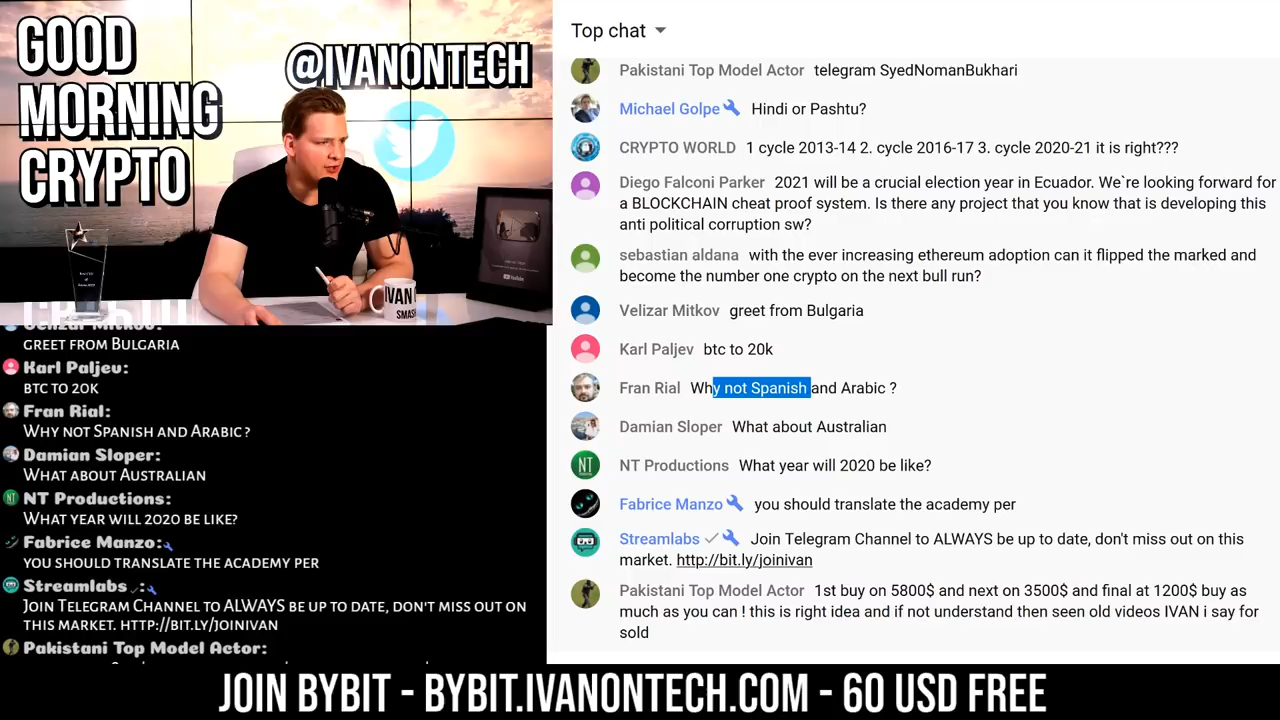 GOOD
MORNING
CRYPTO
@IVANONTECH
YouTube
IVAN
SMAS
Velizar Mitkov:
GREET FROM BULGARIA
Karl Paljev:
BTC TO 20K
Fran Rial:
WHY NOT SPANISH AND ARABIC ?
Damian Sloper:
WHAT ABOUT AUSTRALIAN
NT Productions:
WHAT YEAR WILL 2020 BE LIKE?
Fabrice Manzo:
YOU SHOULD TRANSLATE THE ACADEMY PER
Streamlabs :
JOIN TELEGRAM CHANNEL TO ALWAYS BE UP TO DATE, DON'T MISS OUT ON
THIS MARKET. HTTP://BIT.LY/JOINIVAN
Pakistani Top Model Actor:
Top chat
Pakistani Top Model Actor telegram SyedNomanBukhari
Michael Golpe Hindi or Pashtu?
CRYPTO WORLD 1 cycle 2013-14 2. cycle 2016-17 3. cycle 2020-21 it is right???
Diego Falconi Parker 2021 will be a crucial election year in Ecuador. We`re looking forward for
a BLOCKCHAIN cheat proof system. Is there any project that you know that is developing this
anti political corruption sw?
sebastian aldana with the ever increasing ethereum adoption can it flipped the marked and
become the number on crypto on the next bull run?
Velizar Mitkov greet from Bulgaria
Karl Paljev btc to 20k
Fran Rial Why not Spanish and Arabic ?
Damian Sloper What about Australian
NT NT Productions What year will 2020 be like?
Fabrice Manzo you should translate the academy per
Streamlabs Join Telegram Channel to ALWAYS be up to date, don't miss out on this
market. http://bit.ly/joinivan
Pakistani Top Model Actor 1st buy on 5800$ and next on 3500$ and final at 1200$ buy as
much as you can ! this is right idea and if not understand then seen old videos IVAN i say for
sold
JOIN BYBIT - BYBIT.IVANONTECH.COM - 60 USD FREE